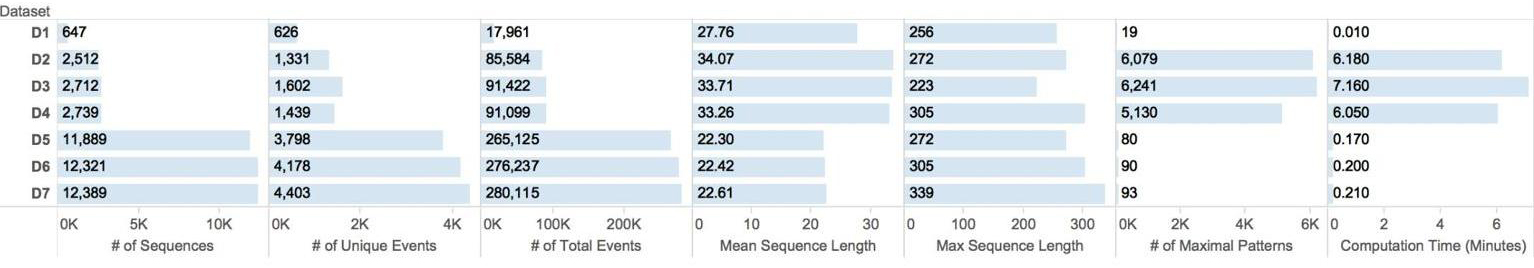 Dataset
D1 647 626 17,961 27.76 256 19 0.010
D2 2,512 1,331 85,584 34.07 272 6,079 6.180
D3 2,712 1,602 91,422 33.71 223 6,241 7.160
D4 2,739 1,439 91,099 33.26 305 5,130 6.050
D5 11,889 3,798 265,125 22.30 272 80 0.170
D6 12,321 4,178 276,237 22.42 305 90 0.200
D7 12,389 4,403 280,115 22.61 339 93 0.210
0K 5K 10K 0K 2K 4K 0K 100K 200K 0 10 20 30 0 100 200 300 0K 2K 4K 6K 0 2 4 6
# of Sequences # of Unique Events # of Total Events Mean Sequence Length Max Sequence Length # of Maximal Patterns Computation Time (Minutes)